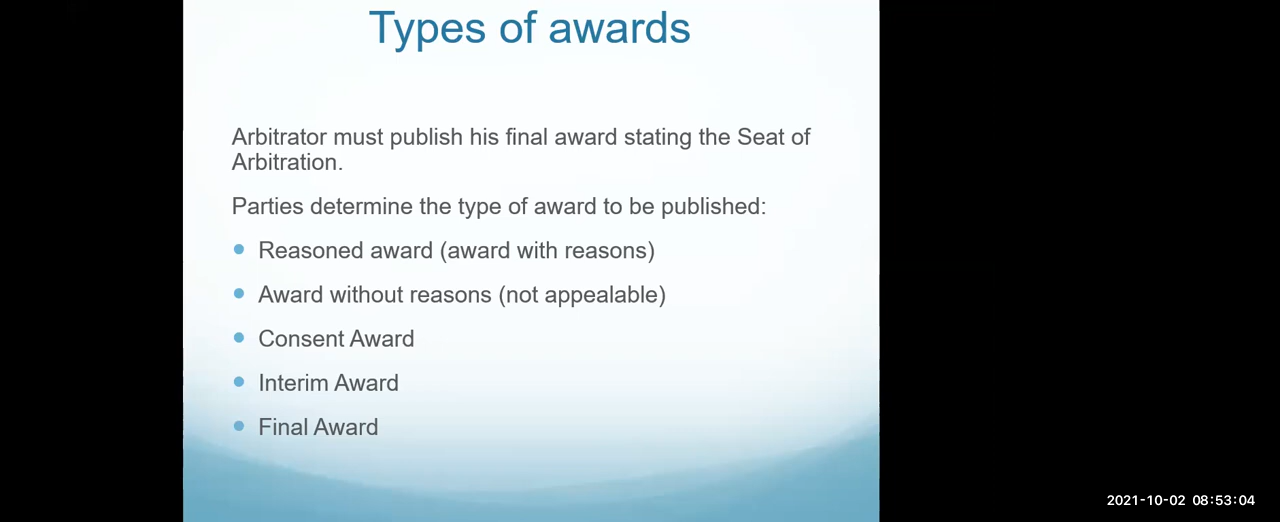 Types of awards
Arbitrator must publish his final award stating the Seat of
Arbitration.
Parties determine the type of award to be published:
Reasoned award (award with reasons)
Award without reasons (not appealable)
Consent Award
Interim Award
Final Award
2021-10-02 08:53:04